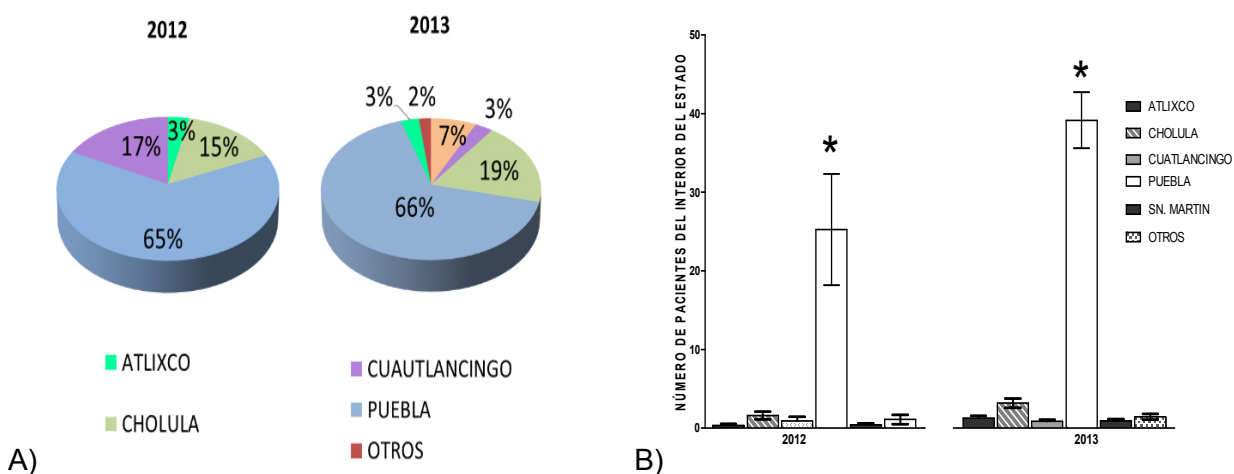 2012
3%
17%
15%
65%
2013
3%
2%
3%
7%
19%
66%
ATLIXCO
CHOLULA
CUAUTLANCINGO
PUEBLA
OTROS
A)
NÚMERO DE PACIENTES DEL INTERIOR DEL ESTADO
50
40
30
20
10
0
*
*
2012
2013
ATLIXCO
CHOLULA
CUATLANCINGO
PUEBLA
SN. MARTIN
OTROS
B)